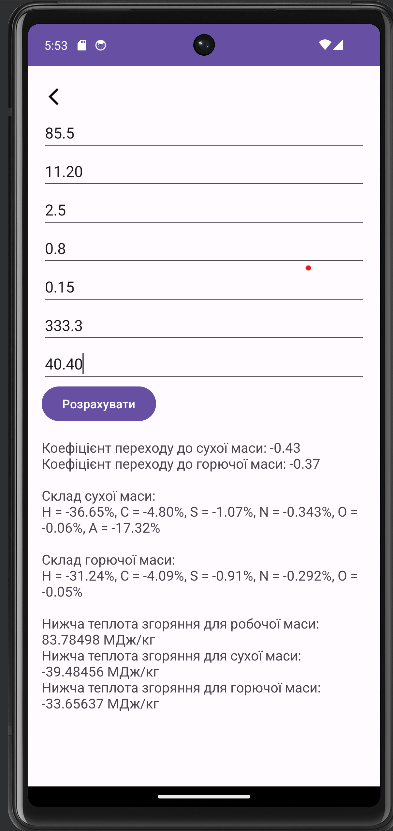 5:53
85.5
11.20
2.5
0.8
0.15
333.3
40.40
Розрахувати
Коефіцієнт переходу до сухої маси: -0.43
Коефіцієнт переходу до горючої маси: -0.37
Склад сухої маси:
H = -36.65%, C = -4.80%, S = -1.07%, N = -0.343%, O =
-0.06%, A = -17.32%
Склад горючої маси:
H = -31.24%, C = -4.09%, S = -0.91%, N = -0.292%, O =
-0.05%
Нижча теплота згоряння для робочої маси:
83.78498 МДж/кг
Нижча теплота згоряння для сухої маси:
-39.48456 МДж/кг
Нижча теплота згоряння для горючої маси:
-33.65637 МДж/кг